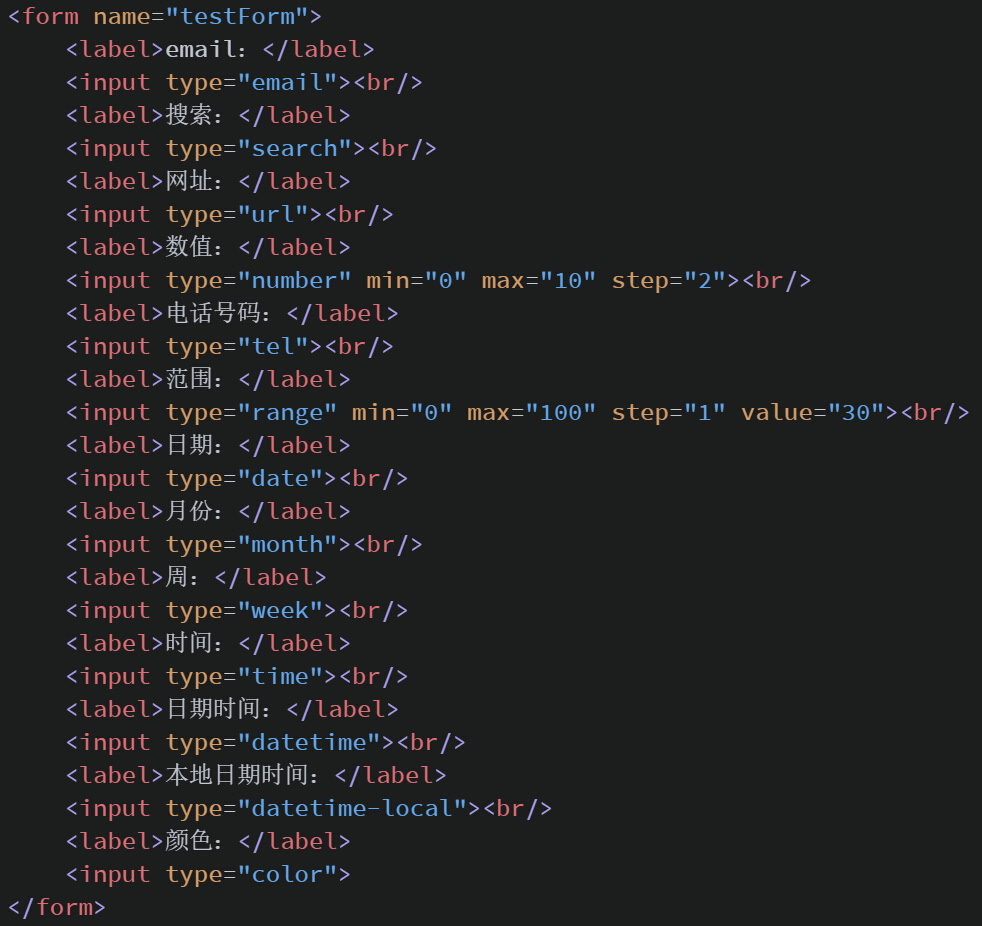 <form name="testForm">
    <label>email：</label>
    <input type="email"><br/>
    <label>搜索：</label>
    <input type="search"><br/>
    <label>网址：</label>
    <input type="url"><br/>
    <label>数值：</label>
    <input type="number" min="0" max="10" step="2"><br/>
    <label>电话号码：</label>
    <input type="tel"><br/>
    <label>范围：</label>
    <input type="range" min="0" max="100" step="1" value="30"><br/>
    <label>日期：</label>
    <input type="date"><br/>
    <label>月份：</label>
    <input type="month"><br/>
    <label>周：</label>
    <input type="week"><br/>
    <label>时间：</label>
    <input type="time"><br/>
    <label>日期时间：</label>
    <input type="datetime"><br/>
    <label>本地日期时间：</label>
    <input type="datetime-local"><br/>
    <label>颜色：</label>
    <input type="color">
</form>